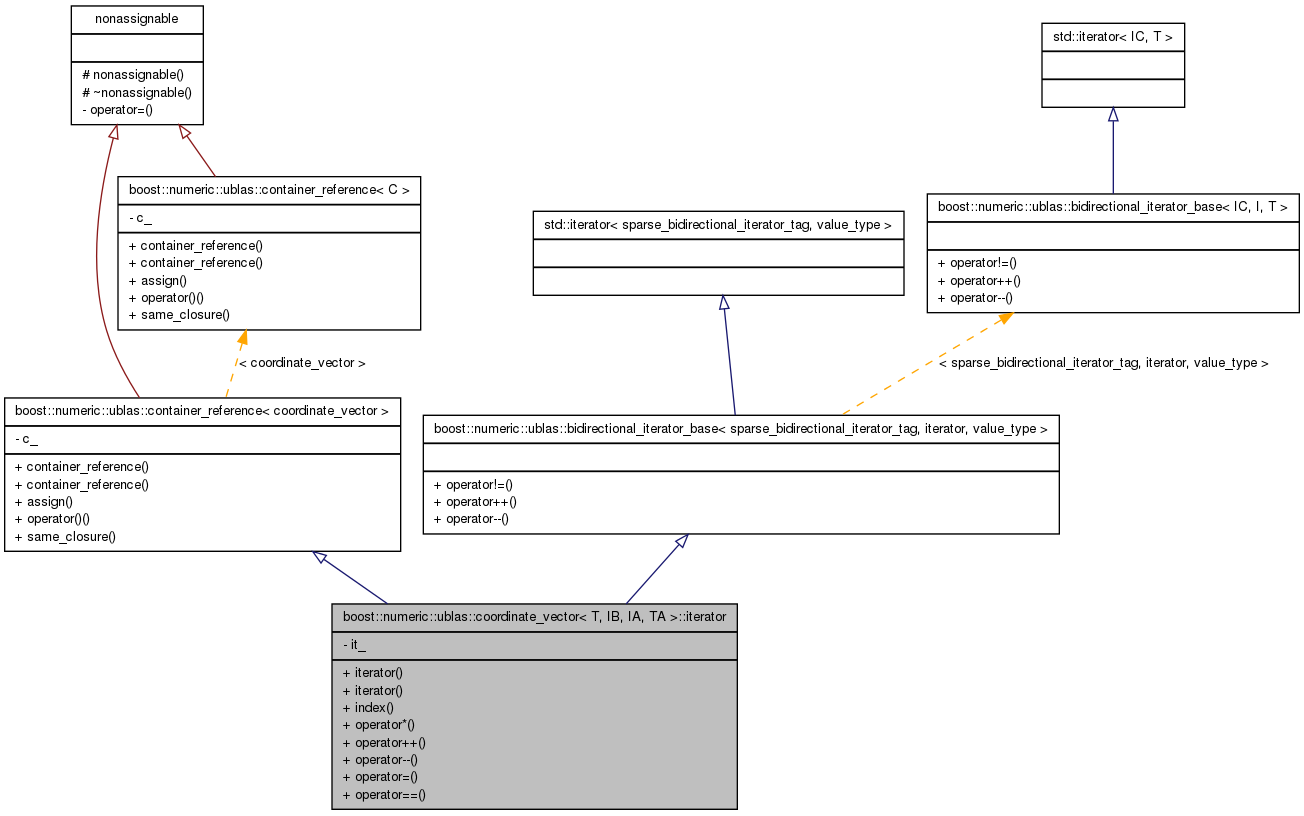 nonassignable
# nonassignable()
# ~nonassignable()
- operator=()
std::iterator< IC, T >
boost::numeric::ublas::container_reference< C >
- c_
+ container_reference()
+ container_reference()
+ assign()
+ operator()()
+ same_closure()
std::iterator< sparse_bidirectional_iterator_tag, value_type >
boost::numeric::ublas::bidirectional_iterator_base< IC, I, T >
+ operator!=()
+ operator++()
+ operator--()
< coordinate_vector >
< sparse_bidirectional_iterator_tag, iterator, value_type >
boost::numeric::ublas::container_reference< coordinate_vector >
- c_
+ container_reference()
+ container_reference()
+ assign()
+ operator()()
+ same_closure()
boost::numeric::ublas::bidirectional_iterator_base< sparse_bidirectional_iterator_tag, iterator, value_type >
+ operator!=()
+ operator++()
+ operator--()
boost::numeric::ublas::coordinate_vector< T, IB, IA, TA >::iterator
- it_
+ iterator()
+ iterator()
+ index()
+ operator*()
+ operator++()
+ operator--()
+ operator=()
+ operator==()